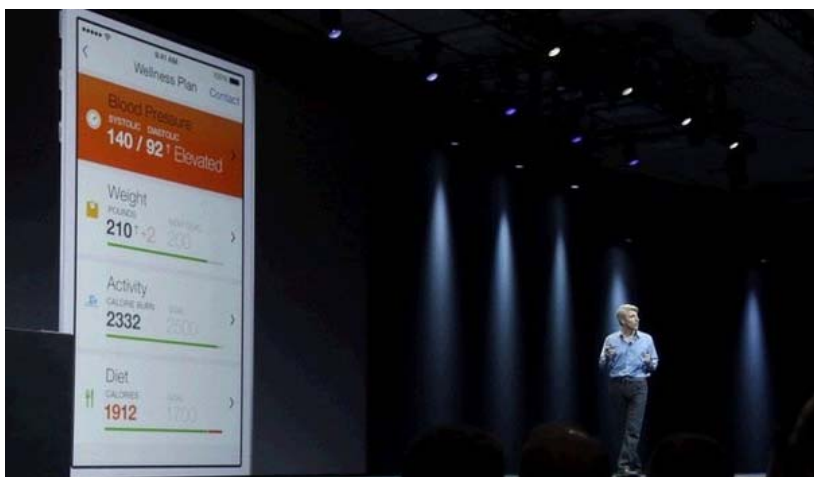 9:41 AM
100%
Wellness Plan
Contact
Blood Pressure
SYSTOLIC DIASTOLIC
140 / 92 ↑ Elevated
Weight
POUNDS
210 ↑ +2 200
Activity
CALORIE BURN GOAL
2332 2500
Diet
CALORIES GOAL
1912 1700